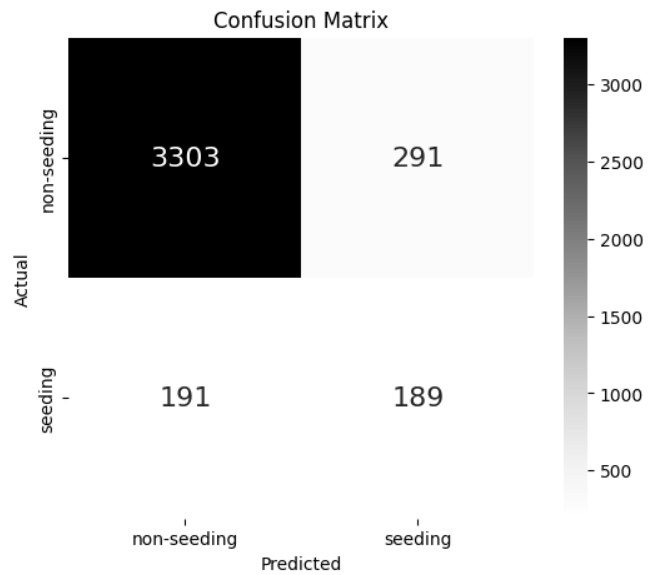 Confusion Matrix
non-seeding
3303
291
Actual
seeding
191
189
non-seeding
seeding
Predicted
3000
2500
2000
1500
1000
500